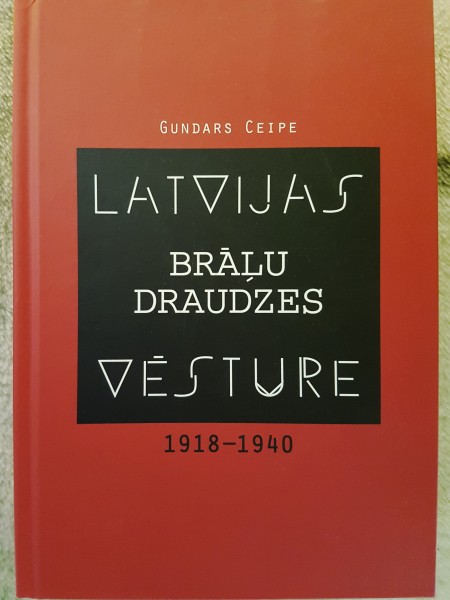 GUNDARS CEIPE
LATVIJAS
BRĀĻU
DRAUDZES
VĒSTURE
1918–1940